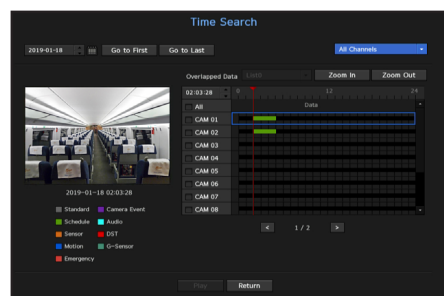 Time Search
2019-01-18 Go to First Go to Last All Channels
Overlapped Data List0 Zoom In Zoom Out
02:03:28 0 12 24
All Data
CAM 01
CAM 02
CAM 03
CAM 04
CAM 05
CAM 06
CAM 07
CAM 08
2019-01-18 02:03:28
Standard Camera Event
Schedule Audio
Sensor DST
Motion G-Sensor
Emergency
< 1 / 2 >
Play Return